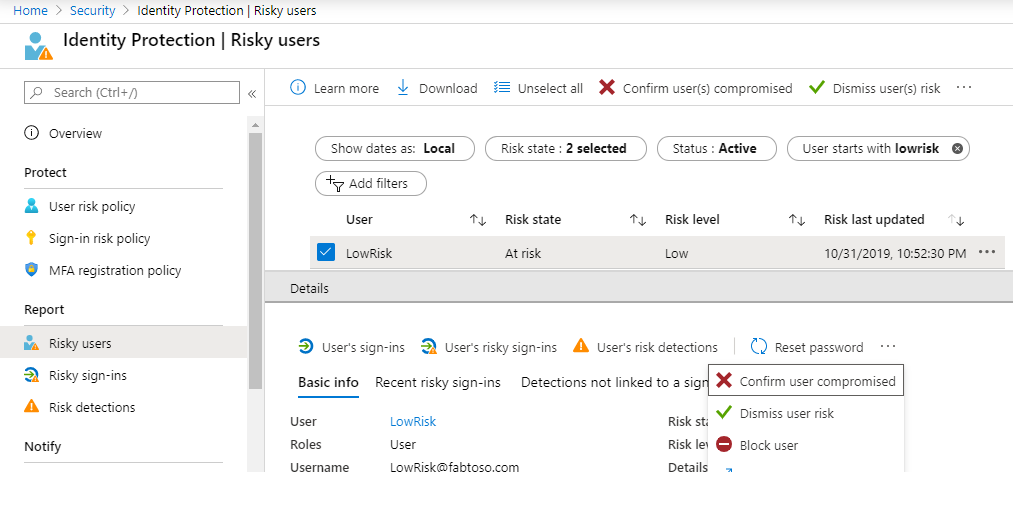 Home > Security > Identity Protection | Risky users
Identity Protection | Risky users
Search (Ctrl+/)
«
Overview
Protect
User risk policy
Sign-in risk policy
MFA registration policy
Report
Risky users
Risky sign-ins
Risk detections
Notify
Learn more Download Unselect all Confirm user(s) compromised Dismiss user(s) risk ...
Show dates as: Local Risk state : 2 selected Status : Active User starts with lowrisk
Add filters
User Risk state Risk level Risk last updated
LowRisk At risk Low 10/31/2019, 10:52:30 PM ...
Details
User's sign-ins User's risky sign-ins User's risk detections Reset password ...
Basic info Recent risky sign-ins Detections not linked to a sign
Confirm user compromised
Dismiss user risk
Block user
User LowRisk Risk sta
Roles User Risk le
Username LowRisk@fabtoso.com Details